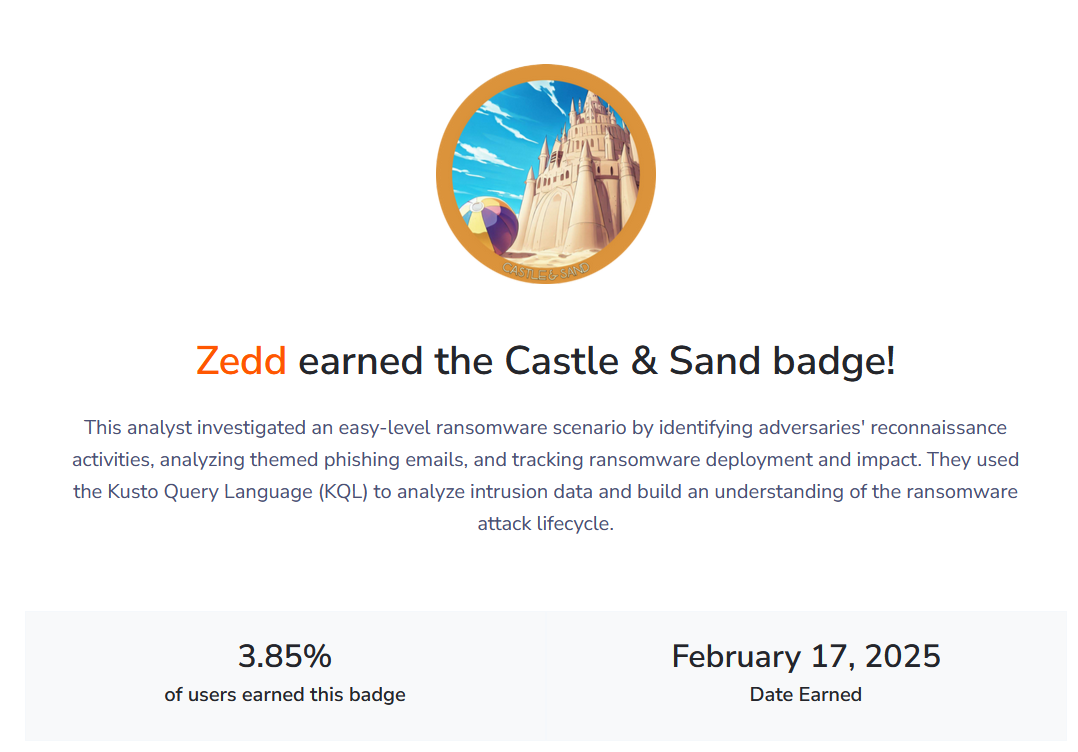 CASTLE & SAND
Zedd earned the Castle & Sand badge!
This analyst investigated an easy-level ransomware scenario by identifying adversaries' reconnaissance
activities, analyzing themed phishing emails, and tracking ransomware deployment and impact. They used
the Kusto Query Language (KQL) to analyze intrusion data and build an understanding of the ransomware
attack lifecycle.
3.85%
of users earned this badge
February 17, 2025
Date Earned